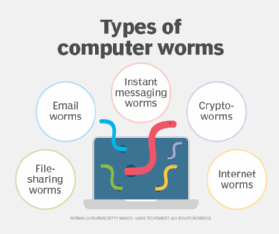 Types of
computer worms
Instant
messaging
worms
Email
worms
Crypto-
worms
File-
sharing
worms
Internet
worms